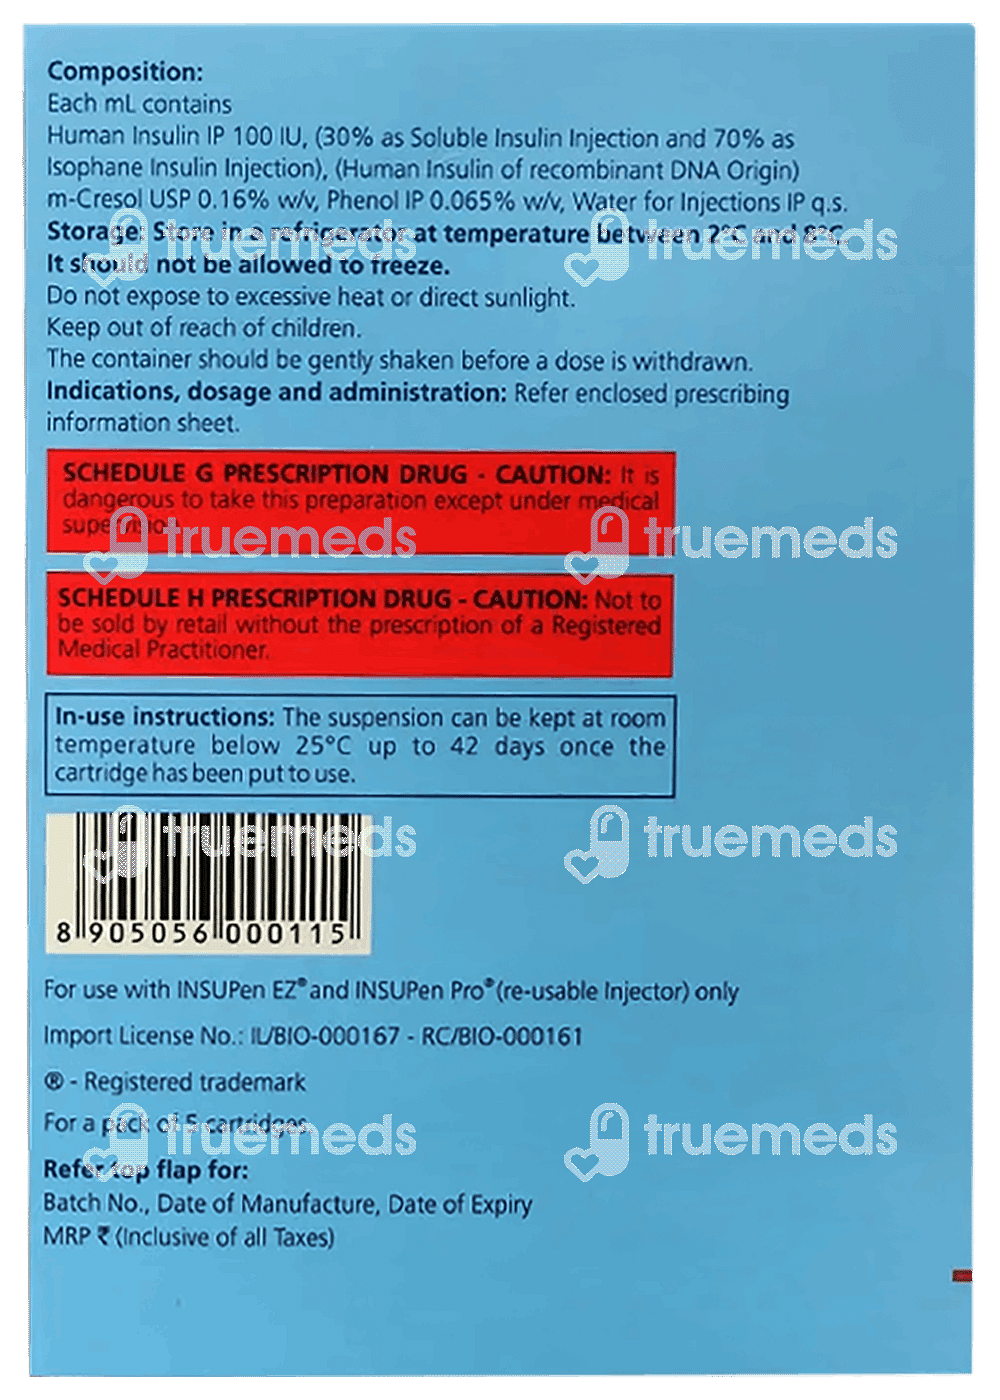 Composition:
Each mL contains
Human Insulin IP 100 IU, (30% as Soluble Insulin Injection and 70% as
Isophane Insulin Injection), (Human Insulin of recombinant DNA Origin)
m-Cresol USP 0.16% w/v, Phenol IP 0.065% w/v, Water for Injections IP q.s.
Storage: Store in a refrigerator at temperature between 2°C and 8°C.
It should not be allowed to freeze.
Do not expose to excessive heat or direct sunlight.
Keep out of reach of children.
The container should be gently shaken before a dose is withdrawn.
Indications, dosage and administration: Refer enclosed prescribing
information sheet.
SCHEDULE G PRESCRIPTION DRUG - CAUTION: It is
dangerous to take this preparation except under medical
supervision.
SCHEDULE H PRESCRIPTION DRUG - CAUTION: Not to
be sold by retail without the prescription of a Registered
Medical Practitioner.
In-use instructions: The suspension can be kept at room
temperature below 25°C up to 42 days once the
cartridge has been put to use.
8 905056 000115
For use with INSUPen EZ® and INSUPen Pro® (re-usable Injector) only
Import License No.: IL/BIO-000167 - RC/BIO-000161
® - Registered trademark
For a pack of 5 cartridges
Refer top flap for:
Batch No., Date of Manufacture, Date of Expiry
MRP ₹ (Inclusive of all Taxes)
truemeds
truemeds
truemeds
truemeds
truemeds
truemeds
truemeds
truemeds